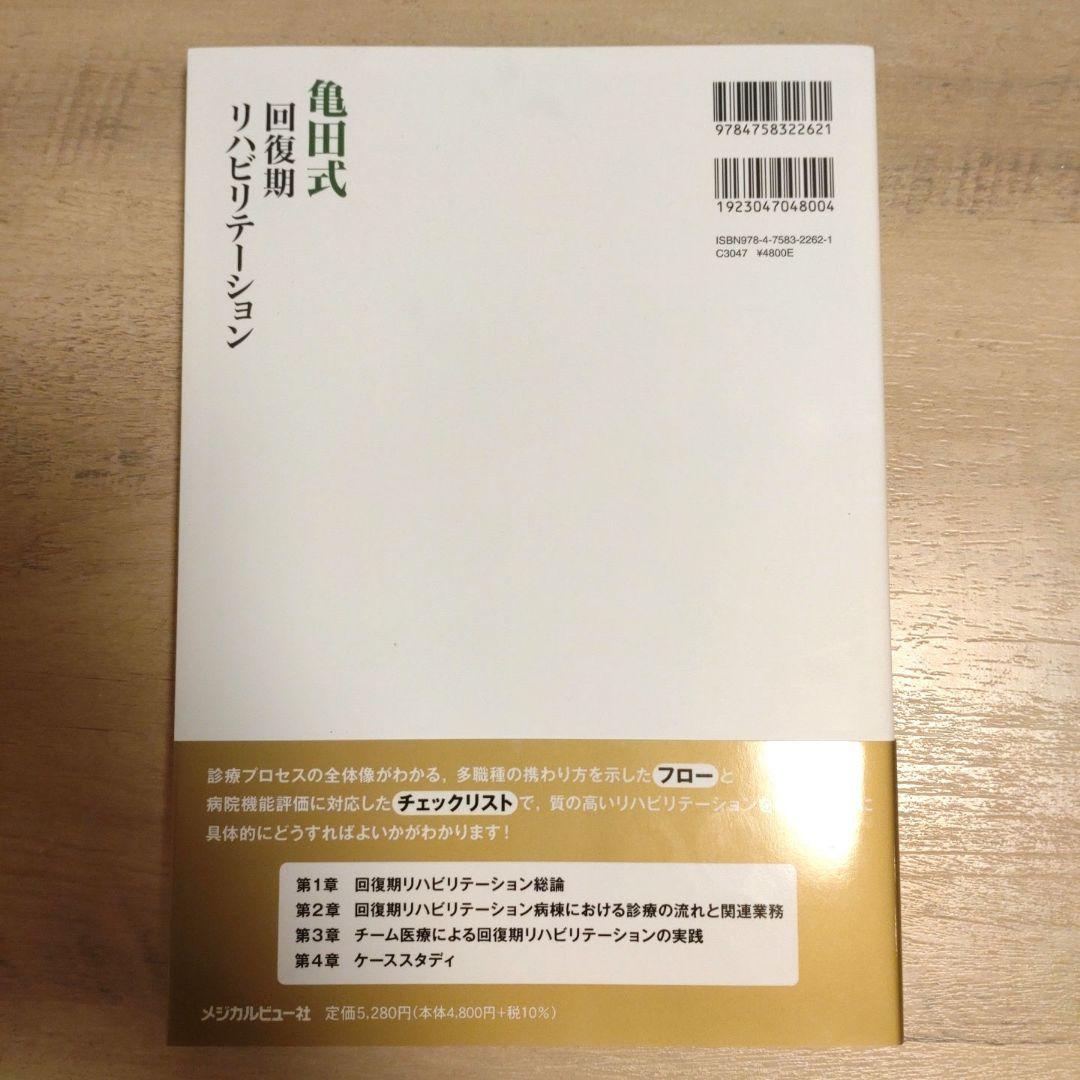 亀田式
回復期
リハビリテーション
9784758322621
1923047048004
ISBN978-4-7583-2262-1
C3047 ¥4800E
診療プロセスの全体像がわかる,多職種の携わり方を示したフローと
病院機能評価に対応したチェックリストで,質の高いリハビリテーションを に
具体的にどうすればよいかがわかります!
第1章 回復期リハビリテーション総論
第2章 回復期リハビリテーション病棟における診療の流れと関連業務
第3章 チーム医療による回復期リハビリテーションの実践
第4章 ケーススタディ
メジカルビュー社 定価5,280円(本体4,800円+税10%)